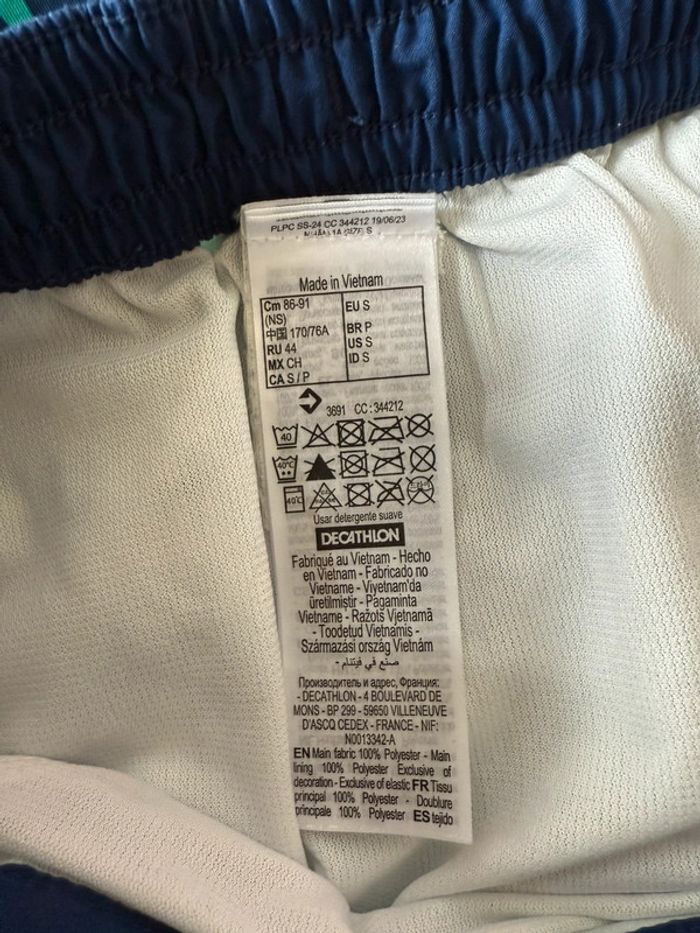 PLPC SS-24 CC 344212 19/06/23
Made in Vietnam
Cm 86-91
(NS)
中国 170/76A
RU 44
MX CH
CA S / P
EU S
BR P
US S
ID S
3691 CC : 344212
40
40°C
40℃
Usar detergente suave
DECATHLON
Fabriqué au Vietnam - Hecho
en Vietnam - Fabricado no
Vietname - Viyetnam'da
üretilmiştir - Pagaminta
Vietname - Ražots Vjetnamā
- Toodetud Vietnamis -
Származási ország Vietnám
- صنع في فيتنام
Производитель и адрес, Франция:
- DECATHLON - 4 BOULEVARD DE
MONS - BP 299 - 59650 VILLENEUVE
D'ASCQ CEDEX - FRANCE - NIF:
N0013342-A
EN Main fabric 100% Polyester - Main
lining 100% Polyester Exclusive of
decoration - Exclusive of elastic FR Tissu
principal 100% Polyester - Doublure
principale 100% Polyester ES tejido